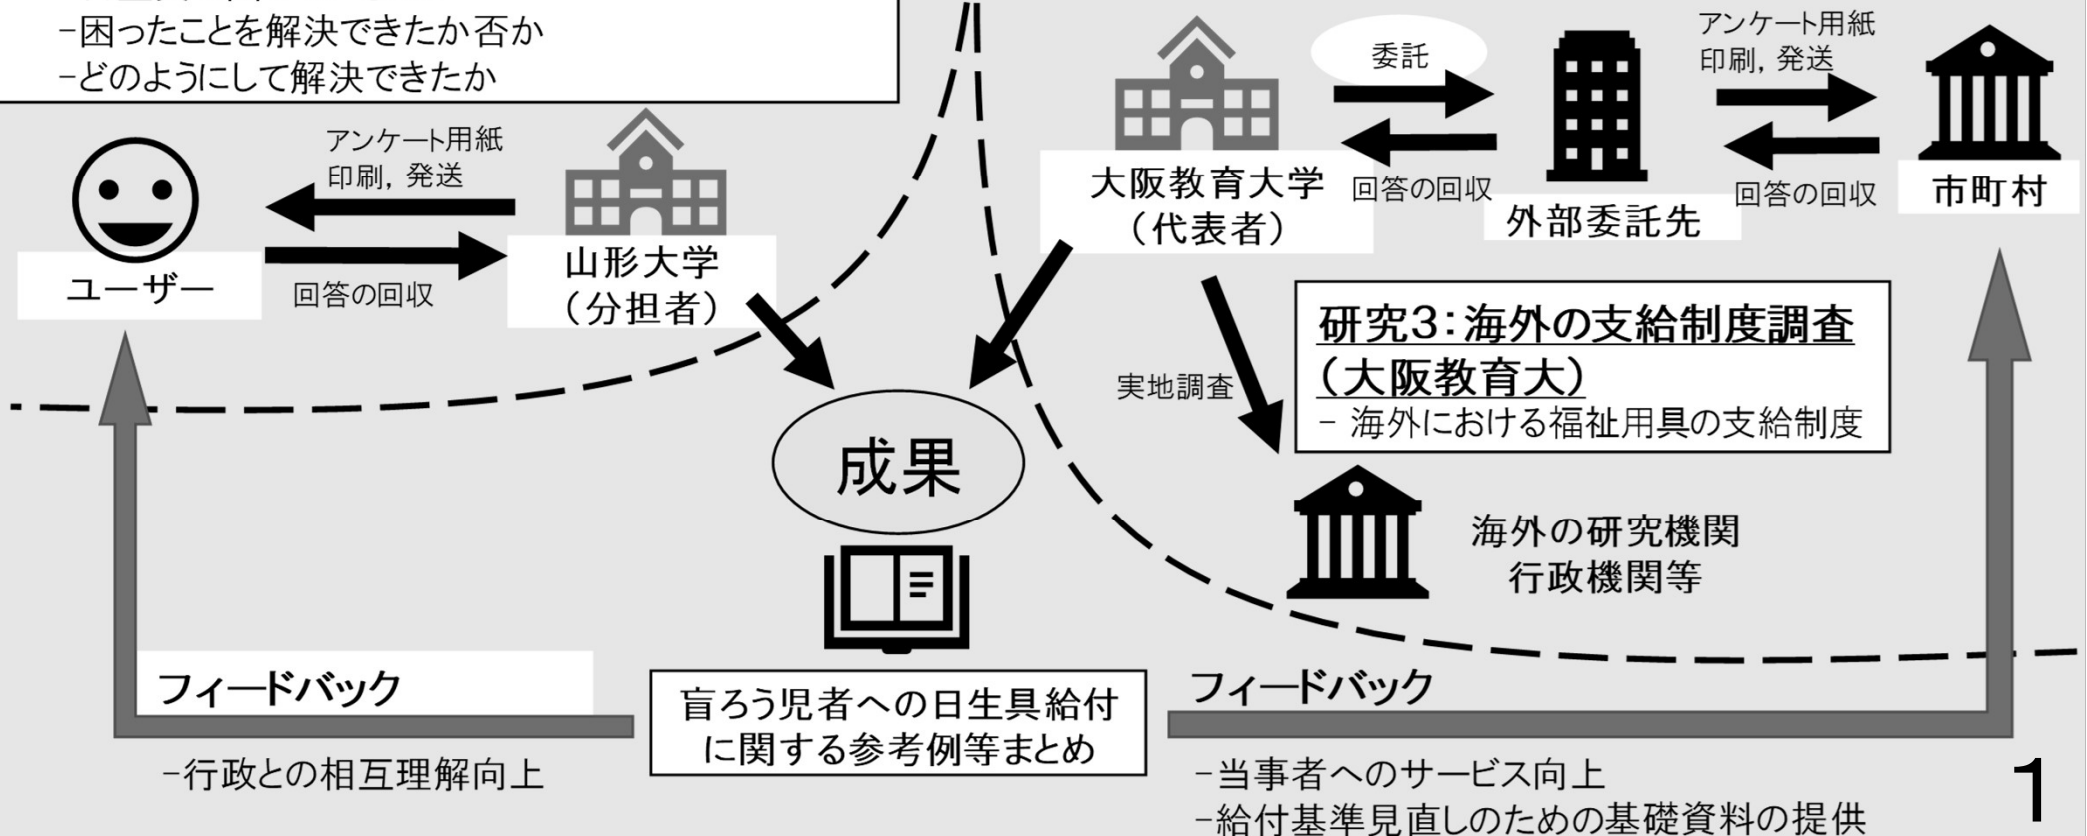 -困ったことを解決できたか否か
-どのようにして解決できたか
アンケート用紙
印刷，発送
ユーザー
回答の回収
山形大学
（分担者）
委託
アンケート用紙
印刷，発送
大阪教育大学
（代表者）
回答の回収
外部委託先
回答の回収
市町村
研究3：海外の支給制度調査
（大阪教育大）
- 海外における福祉用具の支給制度
実地調査
海外の研究機関
行政機関等
成果
盲ろう児者への日生具給付
に関する参考例等まとめ
フィードバック
-行政との相互理解向上
フィードバック
-当事者へのサービス向上
-給付基準見直しのための基礎資料の提供
1